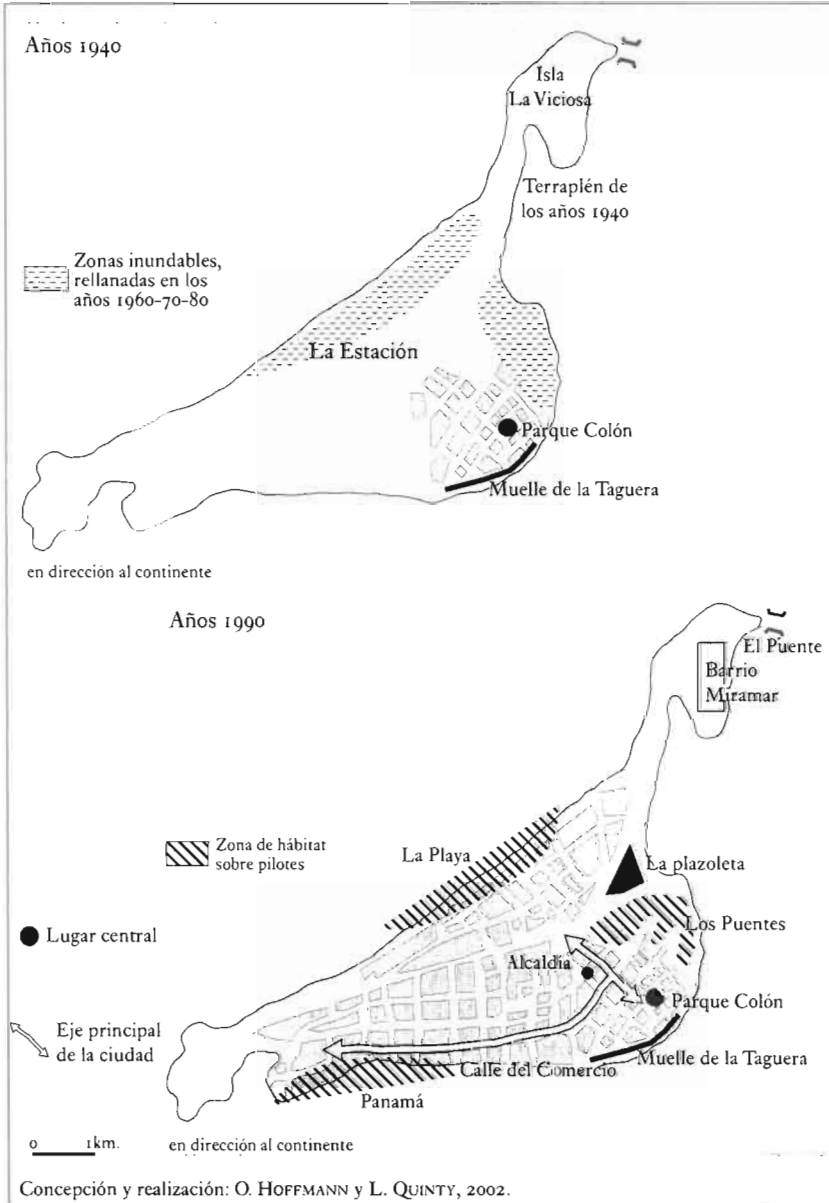 Años 1940
Isla
La Viciosa
Terraplén de
los años 1940
Zonas inundables,
rellanadas en los
años 1960-70-80
La Estación
Parque Colón
Muelle de la Taguera
en dirección al continente
Años 1990
El Puente
Barrio
Miramar
Zona de hábitat
sobre pilotes
La Playa
La plazoleta
Los Puentes
Lugar central
Alcaldía
Parque Colón
Eje principal
de la ciudad
Muelle de la Taguera
Calle del Comercio
Panamá
0 1km.
en dirección al continente
Concepción y realización: O. HOFFMANN y L. QUINTY, 2002.